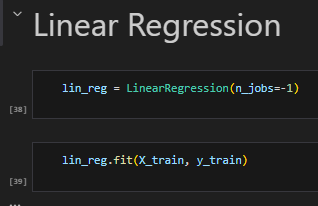 Linear Regression
lin_reg = LinearRegression(n_jobs=-1)
[38]
lin_reg.fit(X_train, y_train)
[39]